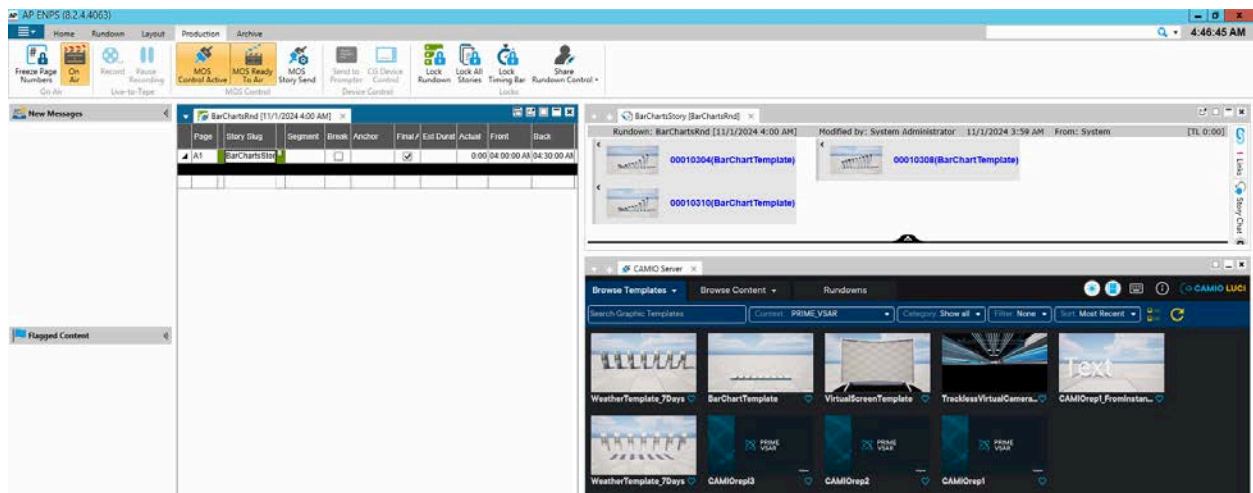 AP ENPS (8.2.4.4063)
Home Rundown Layout Production Archive
4:46:45 AM
Freeze Page Numbers
On Air
Record
Pause Recording
MOS Control Active
MOS Ready To Air
MOS Story Send
Send to Prompter
CIS Device Control
Lock Rundown
Lock All Stories
Lock Timing Bar
Share Rundown Control
On Air
Live-to-Tape
MOS Control
Device Control
Locks
New Messages
Flagged Content
BarChartsRnd [11/1/2024 4:00 AM]
Page Story Slug Segment Break Anchor Final A Est Durat Actual Front Back
A1 BarChartsStor 0:00 04:00:00 AM 04:30:00 AM
BarChartsStory [BarChartsRnd]
Rundown: BarChartsRnd [11/1/2024 4:00 AM] Modified by: System Administrator 11/1/2024 3:59 AM From: System [TL 0:00]
00010304(BarChartTemplate)
00010308(BarChartTemplate)
00010310(BarChartTemplate)
Links
Story Chat
CAMIO Server
Browse Templates Browse Content Rundowns
CAMIO LUCI
Search Graphic Templates Context: PRIME_VSAR Category: Show all Filter: None Sort: Most Recent
Text
WeatherTemplate_7Days BarChartTemplate VirtualScreenTemplate TracklessVirtualCamera... CAMIOrep1_FromInstan...
PRIME VSAR
PRIME VSAR
PRIME VSAR
WeatherTemplate_7Days CAMIOrepl3 CAMIOrep2 CAMIOrep1